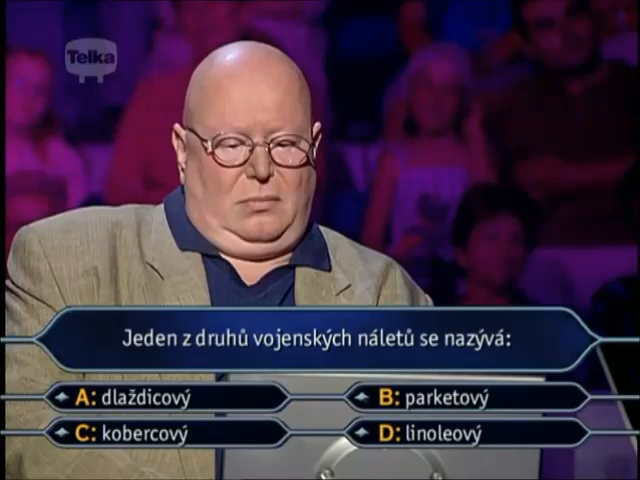 Telka
Jeden z druhů vojenských náletů se nazývá:
A: dlaždicový
B: parketový
C: kobercový
D: linoleový